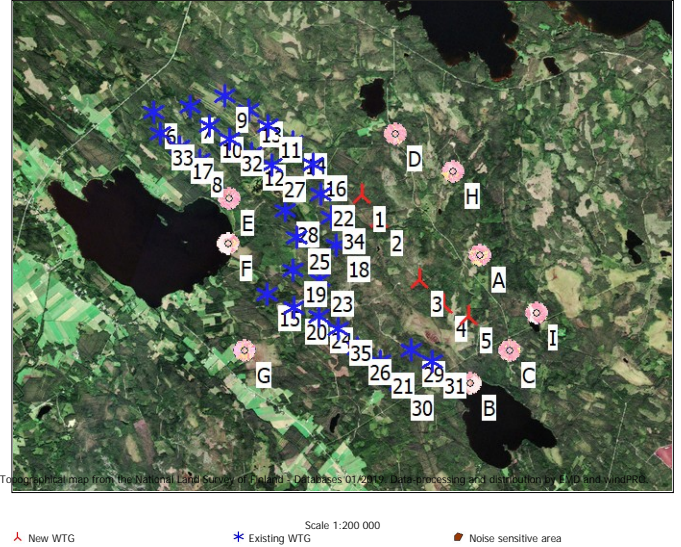 9
6
7
13
D
10
11
33
32
14
17
12
H
8
27
16
1
E
22
28
34
2
F
25
18
A
19
23
3
15
4
I
20
24
5
35
G
26
29
C
21
31
30
B
Topographical map from the National Land Survey of Finland - Databases 01/2019. Data-processing and distribution by EMD and windPRO.
Scale 1:200 000
New WTG
Existing WTG
Noise sensitive area